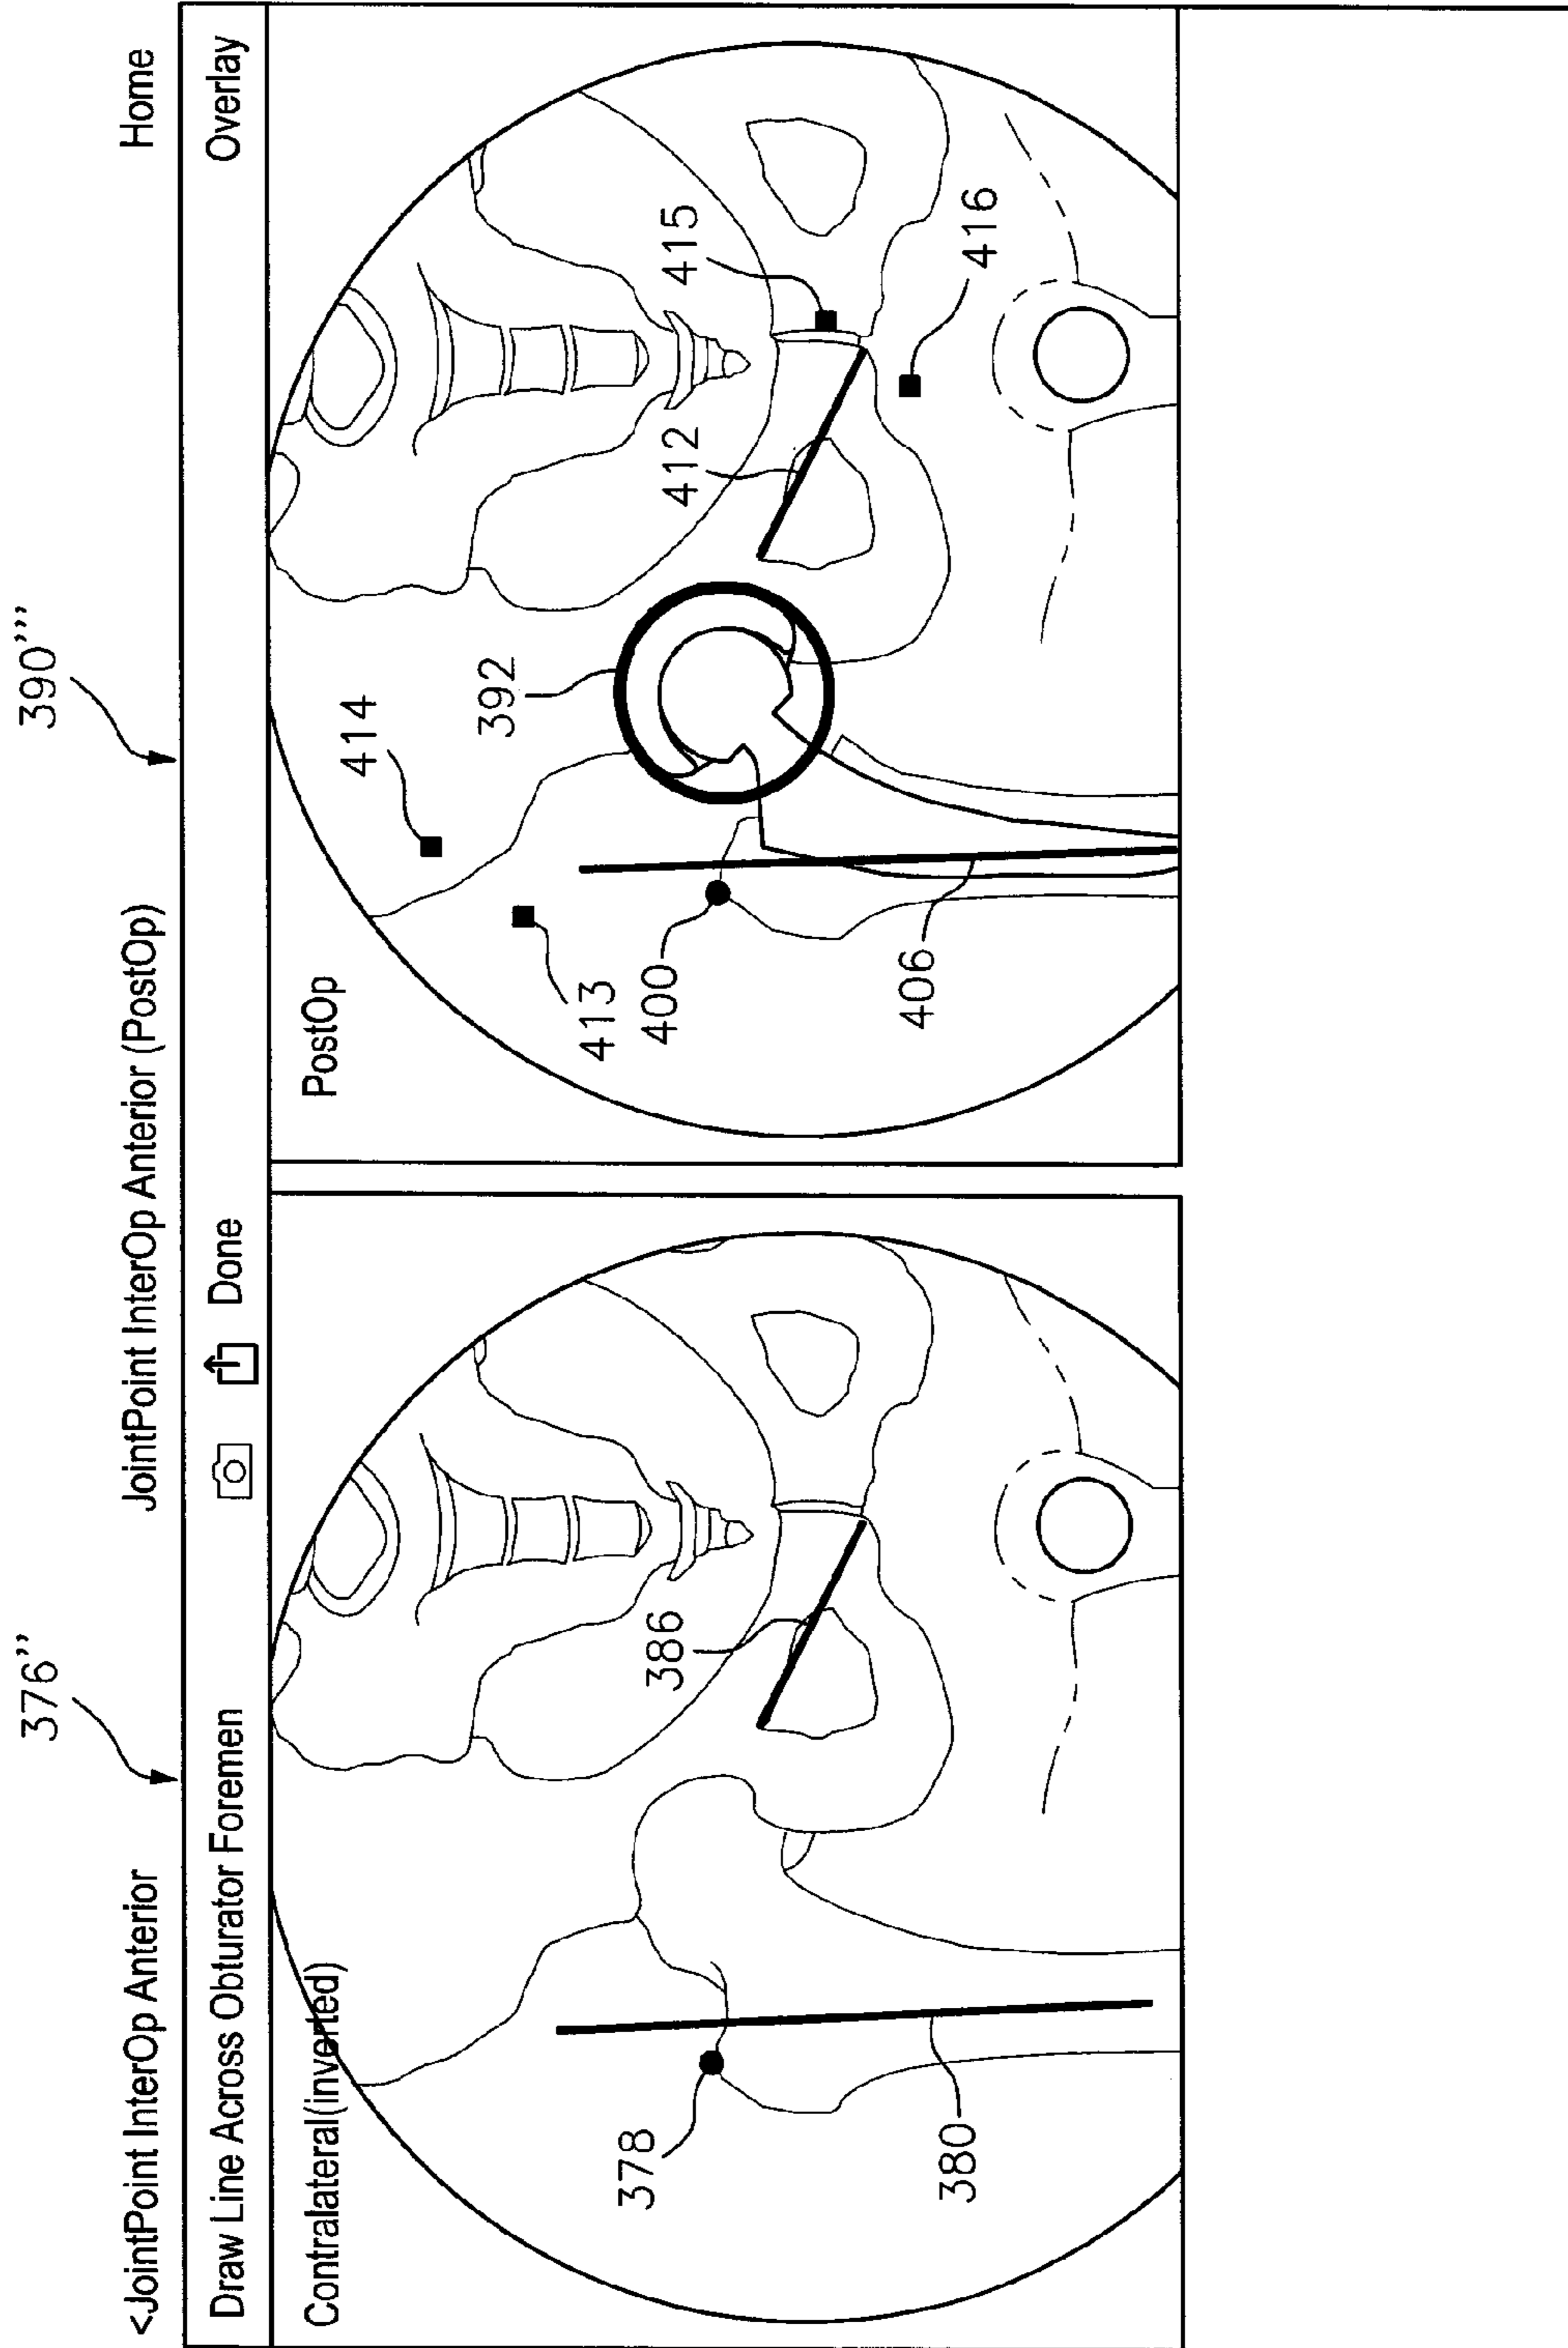 376’’
390’’’
<JointPoint InterOp Anterior
JointPoint InterOp Anterior (PostOp)
Home
Draw Line Across Obturator Foremen
Done
Overlay
Contralateral(inverted)
PostOp
414
413
392
412
415
416
400
406
386
378
380